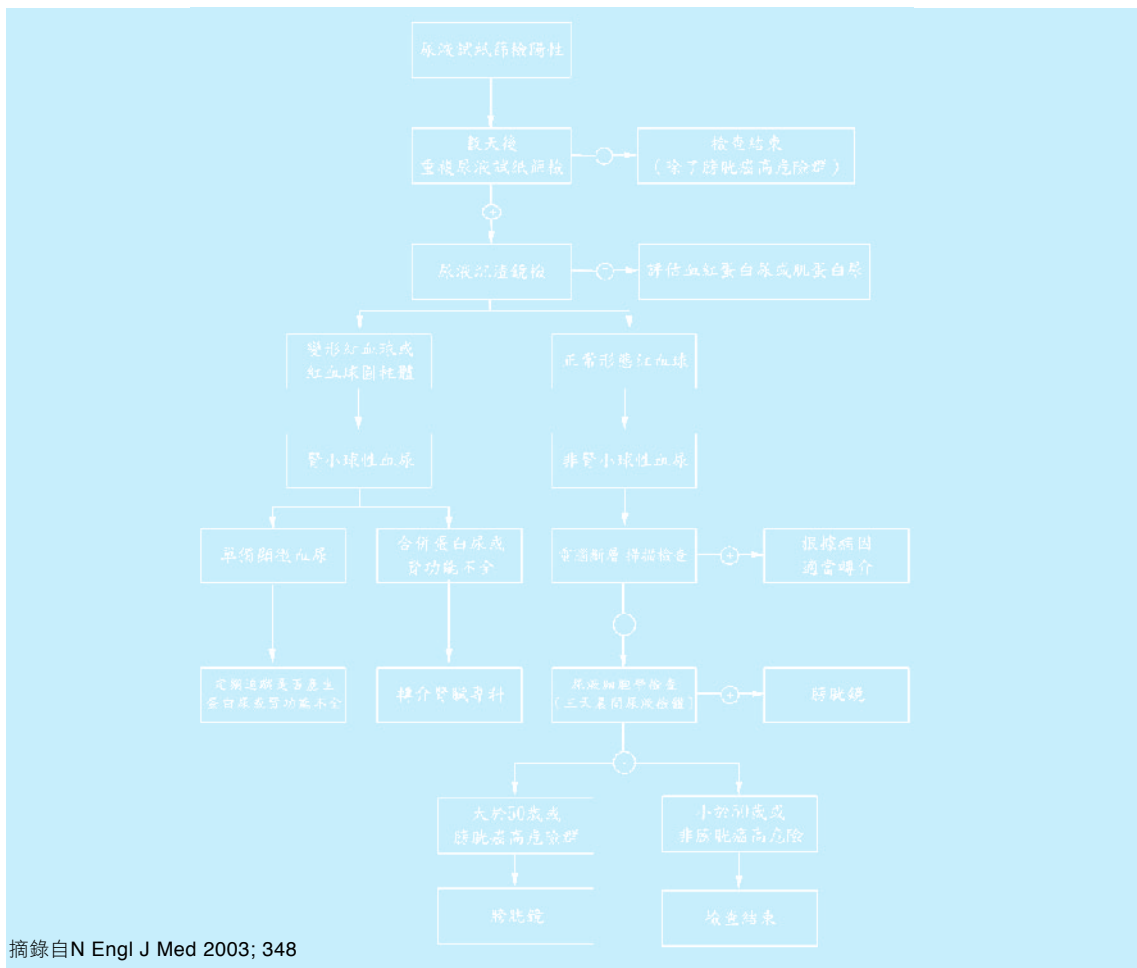 尿液試紙篩檢陽性
數天後
重複尿液試紙篩檢
檢查結束
(除了膀胱癌高危險群)
+
尿液沉渣鏡檢
評估血紅蛋白尿或肌蛋白尿
變形紅血球或
紅血球圓柱體
正常形態紅血球
腎小球性血尿
非腎小球性血尿
單獨顯微血尿
合併蛋白尿或
腎功能不全
電腦斷層 掃描檢查
+
根據病因
適當轉介
定期追蹤是否產生
蛋白尿或腎功能不全
轉介腎臟專科
尿液細胞學檢查
(三天晨間尿液檢體)
+
膀胱鏡
-
大於50歲或
膀胱癌高危險群
小於50歲或
非膀胱癌高危險
膀胱鏡
檢查結束
摘錄自N Engl J Med 2003; 348